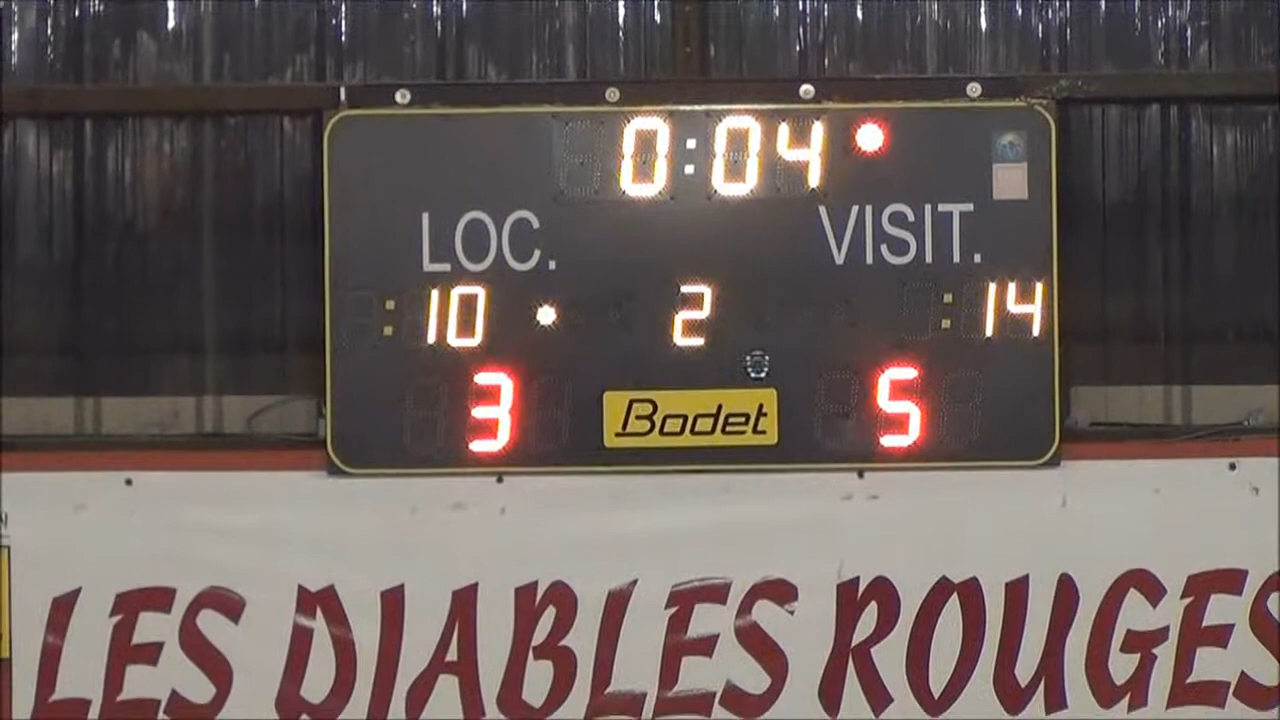 0:04
LOC. VISIT.
:10 2 :14
3 Bodet 5
LES DIABLES ROUGES